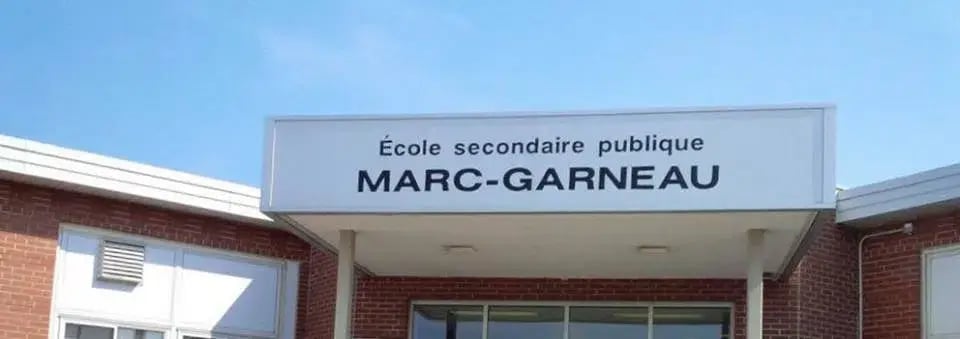 École secondaire publique
MARC-GARNEAU